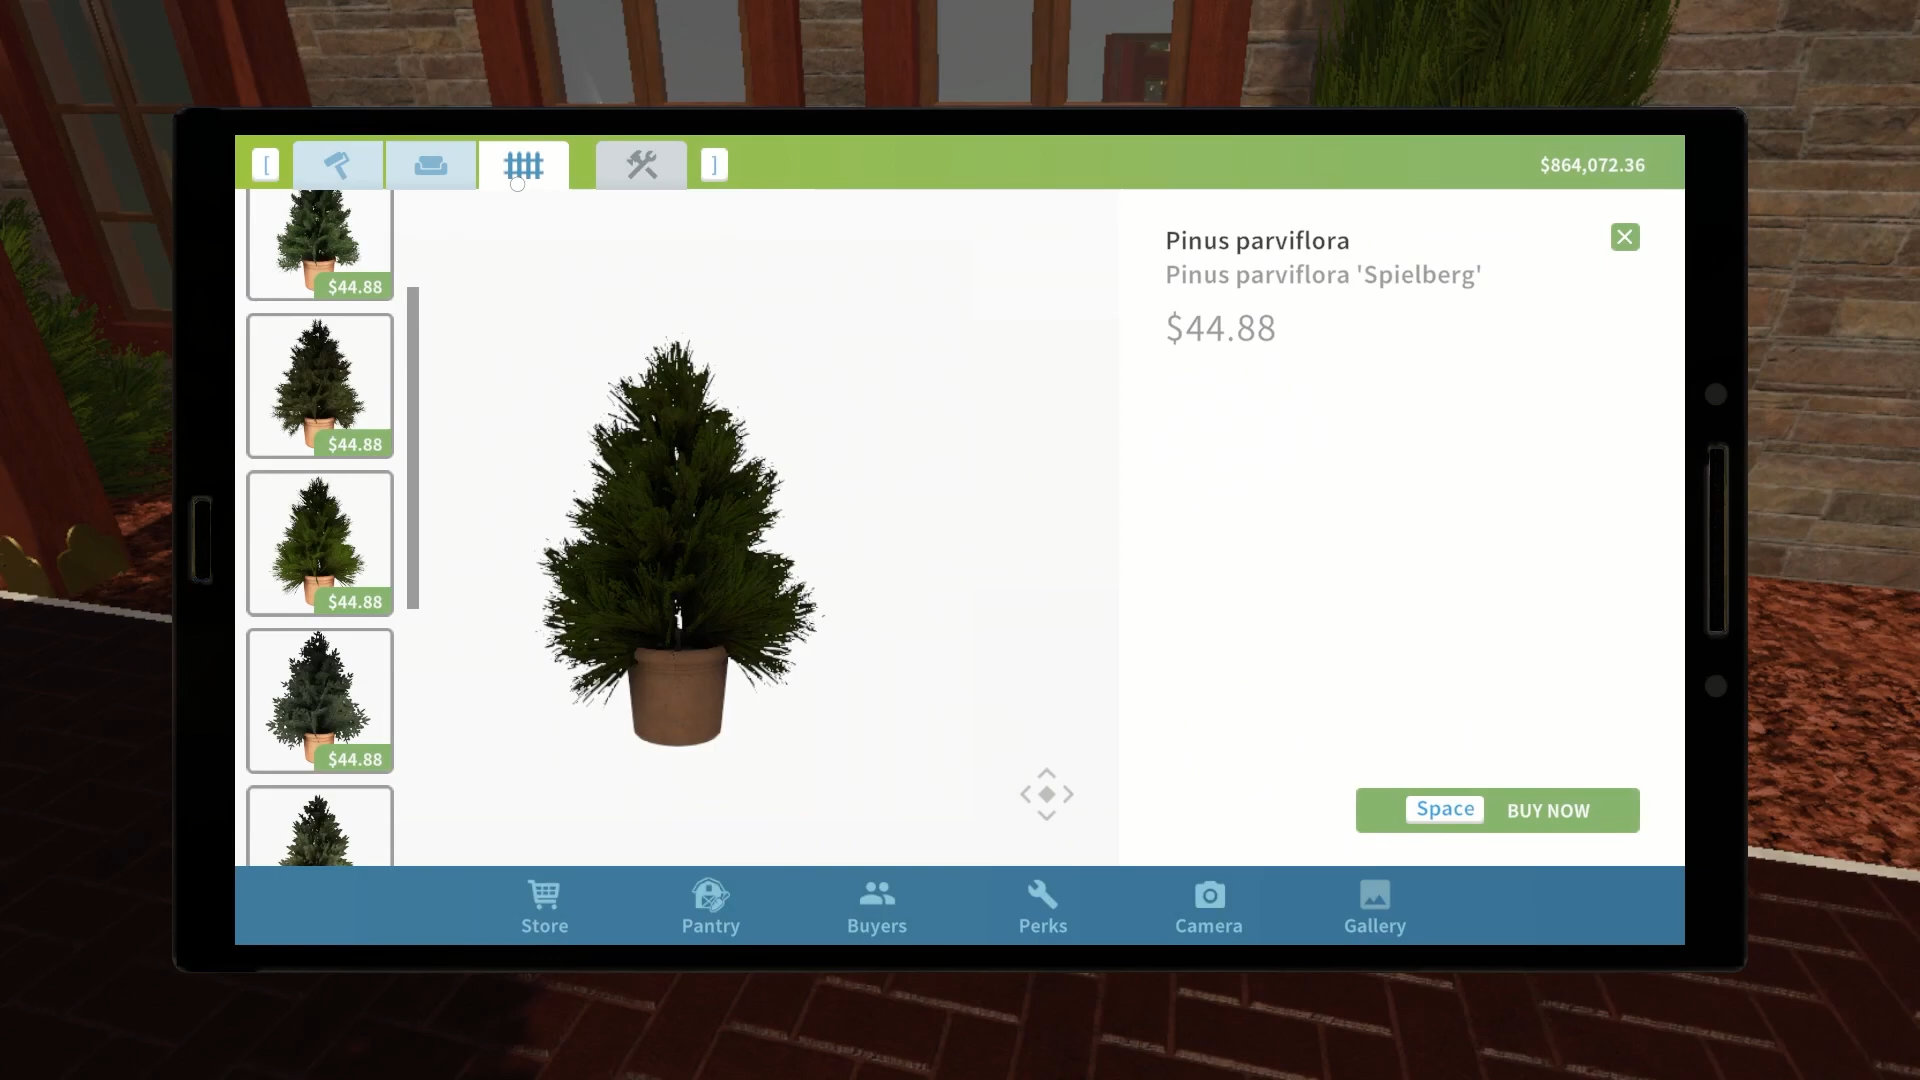 [
]
$864,072.36
$44.88
$44.88
$44.88
$44.88
Pinus parviflora
Pinus parviflora 'Spielberg'
$44.88
Space BUY NOW
Store
Pantry
Buyers
Perks
Camera
Gallery